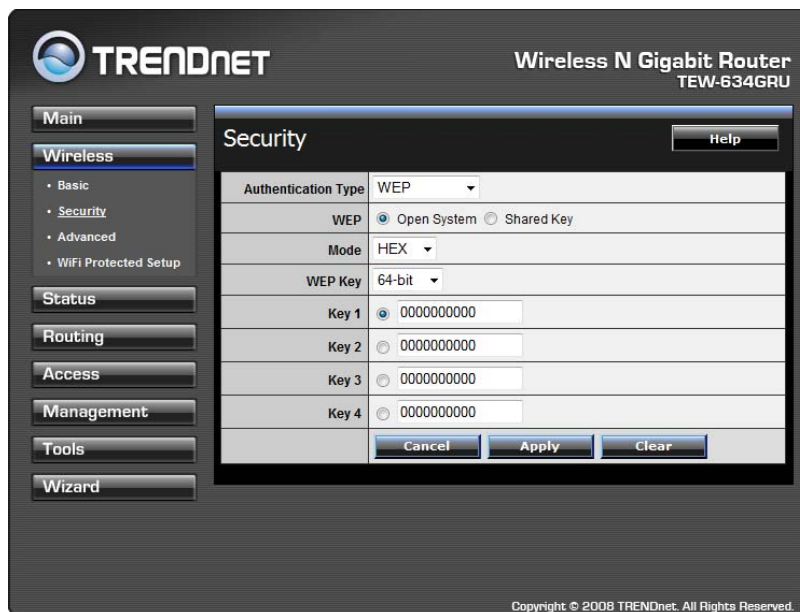 TRENDNET
Wireless N Gigabit Router
TEW-634GRU
Main
Wireless
• Basic
• Security
• Advanced
• WiFi Protected Setup
Status
Routing
Access
Management
Tools
Wizard
Security
Help
Authentication Type WEP
WEP Open System Shared Key
Mode HEX
WEP Key 64-bit
Key 1 0000000000
Key 2 0000000000
Key 3 0000000000
Key 4 0000000000
Cancel Apply Clear
Copyright © 2008 TRENDnet. All Rights Reserved.